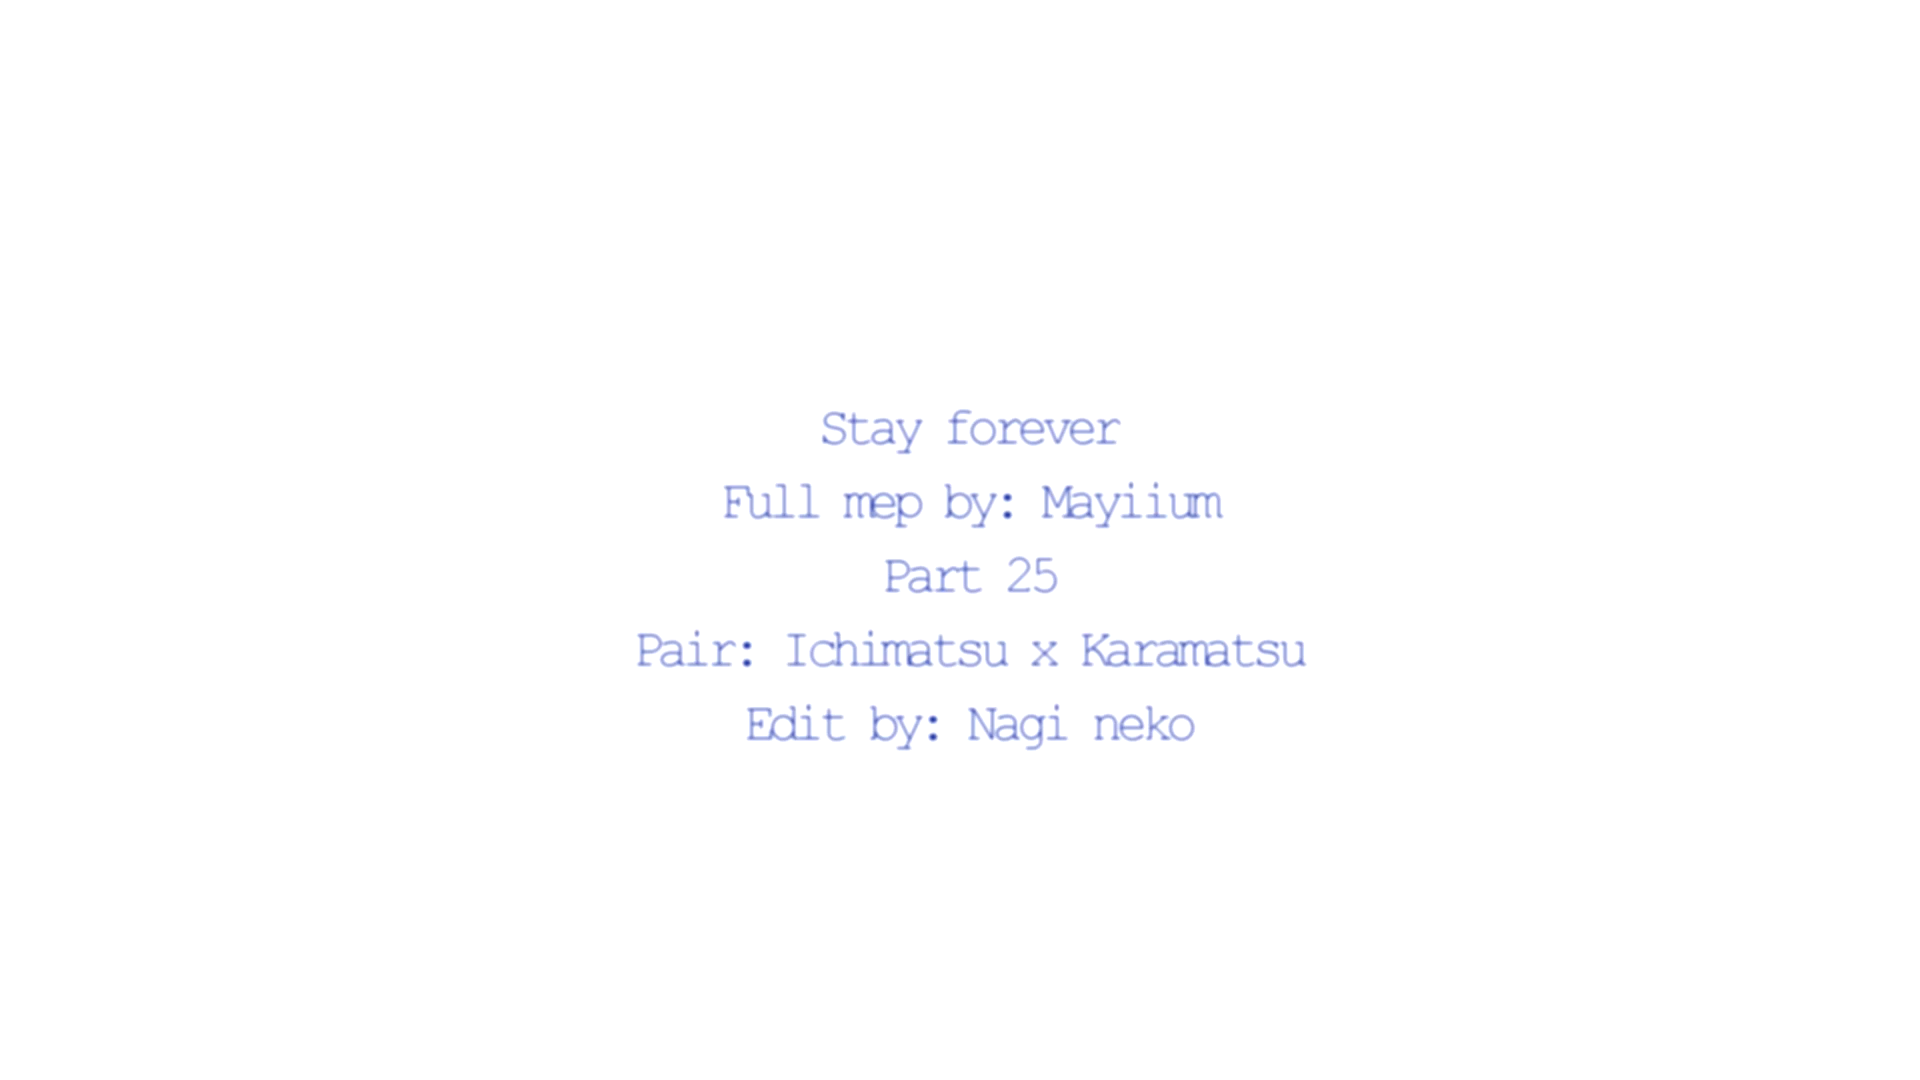 Stay forever
Full mep by: Mayiium
Part 25
Pair: Ichimatsu x Karamatsu
Edit by: Nagi neko